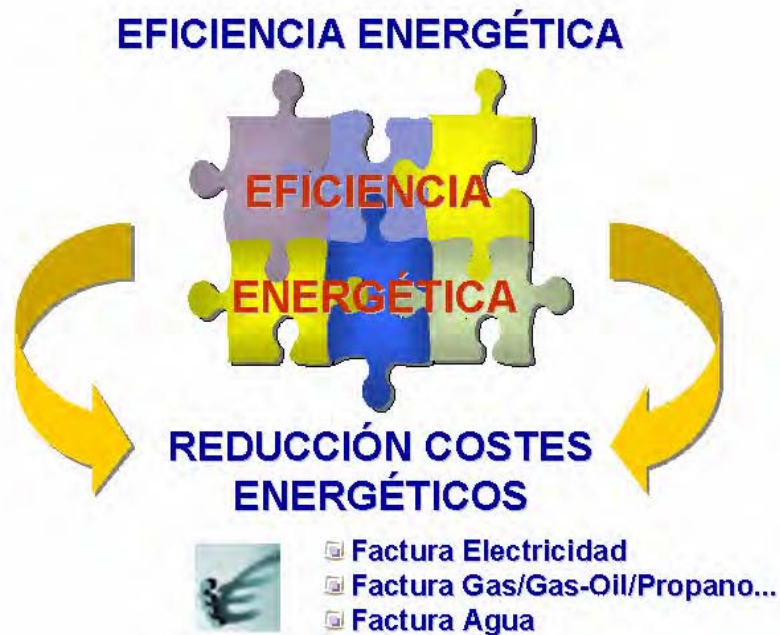 EFICIENCIA ENERGÉTICA
EFICIENCIA
ENERGÉTICA
REDUCCIÓN COSTES
ENERGÉTICOS
Factura Electricidad
Factura Gas/Gas-Oil/Propano...
Factura Agua